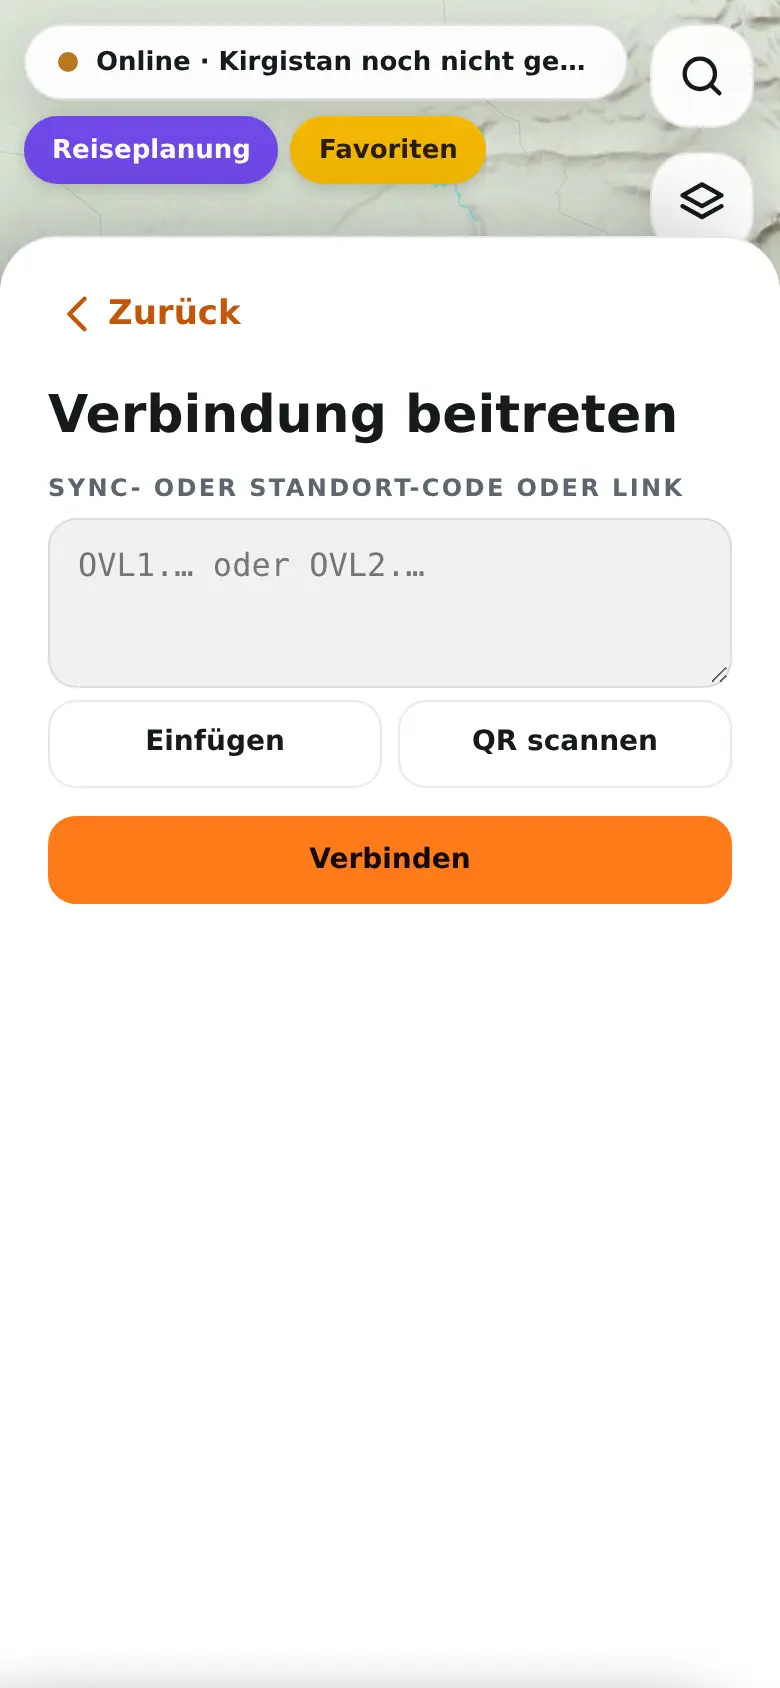 Online · Kirgistan noch nicht ge…
Reiseplanung
Favoriten
Zurück
Verbindung beitreten
SYNC- ODER STANDORT-CODE ODER LINK
OVL1.… oder OVL2.…
Einfügen
QR scannen
Verbinden